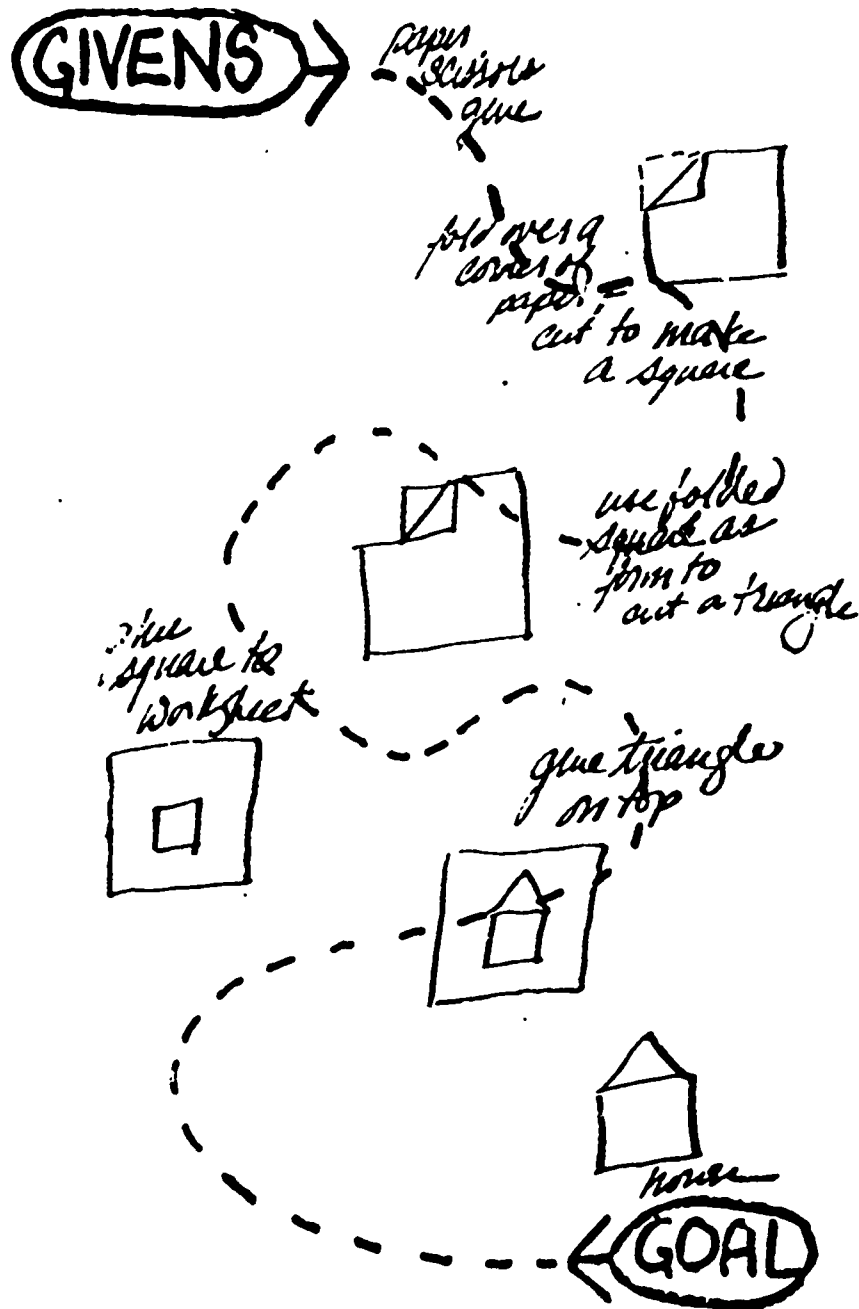 GIVENS
paper
scissors
glue
fold over a
corner of
paper
cut to make
a square
use folded
square as
form to
cut a triangle
glue
square to
worksheet
glue triangle
on top
house
GOAL